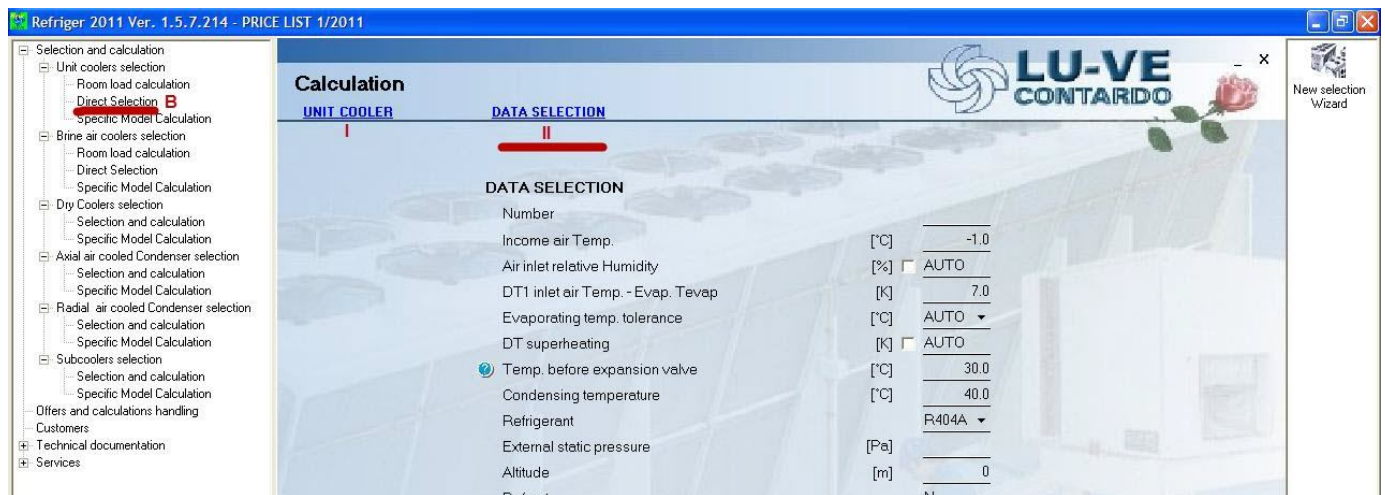 Refriger 2011 Ver. 1.5.7.214 - PRICE LIST 1/2011
Selection and calculation
Unit coolers selection
Room load calculation
Direct Selection B
Specific Model Calculation
Brine air coolers selection
Room load calculation
Direct Selection
Specific Model Calculation
Dry Coolers selection
Selection and calculation
Specific Model Calculation
Axial air cooled Condenser selection
Selection and calculation
Specific Model Calculation
Radial air cooled Condenser selection
Selection and calculation
Specific Model Calculation
Subcoolers selection
Selection and calculation
Specific Model Calculation
Offers and calculations handling
Customers
Technical documentation
Services
Calculation
LU-VE
CONTARDO
UNIT COOLER DATA SELECTION
I II
DATA SELECTION
Number
Income air Temp. [°C] -1.0
Air inlet relative Humidity [%] AUTO
DT1 inlet air Temp. - Evap. Tevap [K] 7.0
Evaporating temp. tolerance [°C] AUTO
DT superheating [K] AUTO
Temp. before expansion valve [°C] 30.0
Condensing temperature [°C] 40.0
Refrigerant R404A
External static pressure [Pa]
Altitude [m] 0
New selection
Wizard